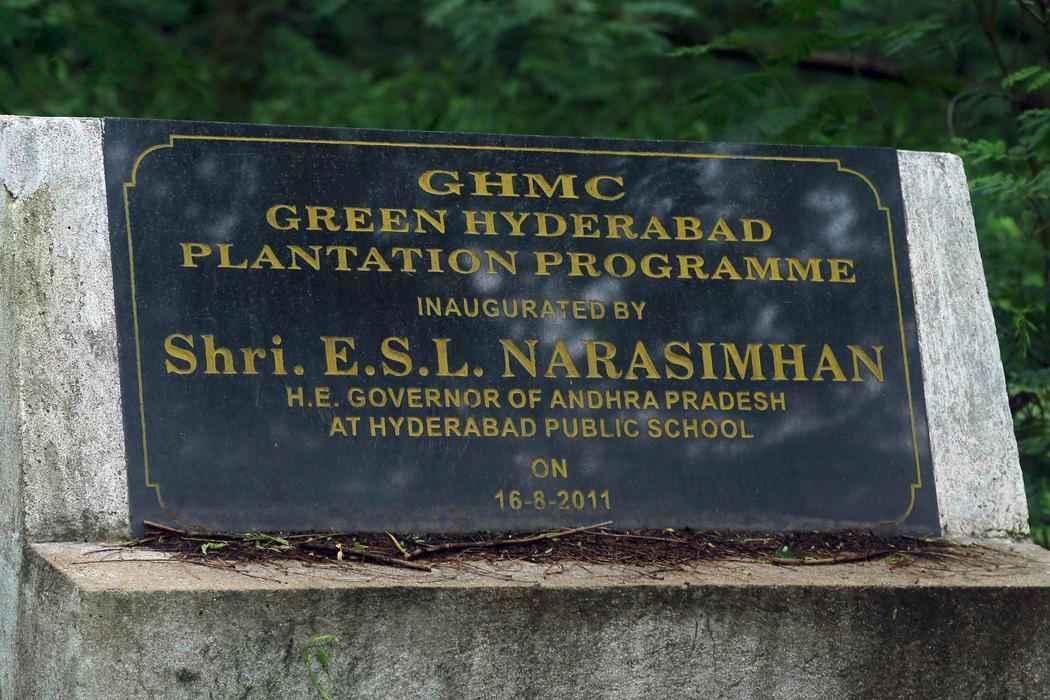 GHMC
GREEN HYDERABAD
PLANTATION PROGRAMME
INAUGURATED BY
Shri. E.S.L. NARASIMHAN
H.E. GOVERNOR OF ANDHRA PRADESH
AT HYDERABAD PUBLIC SCHOOL
ON
16-8-2011